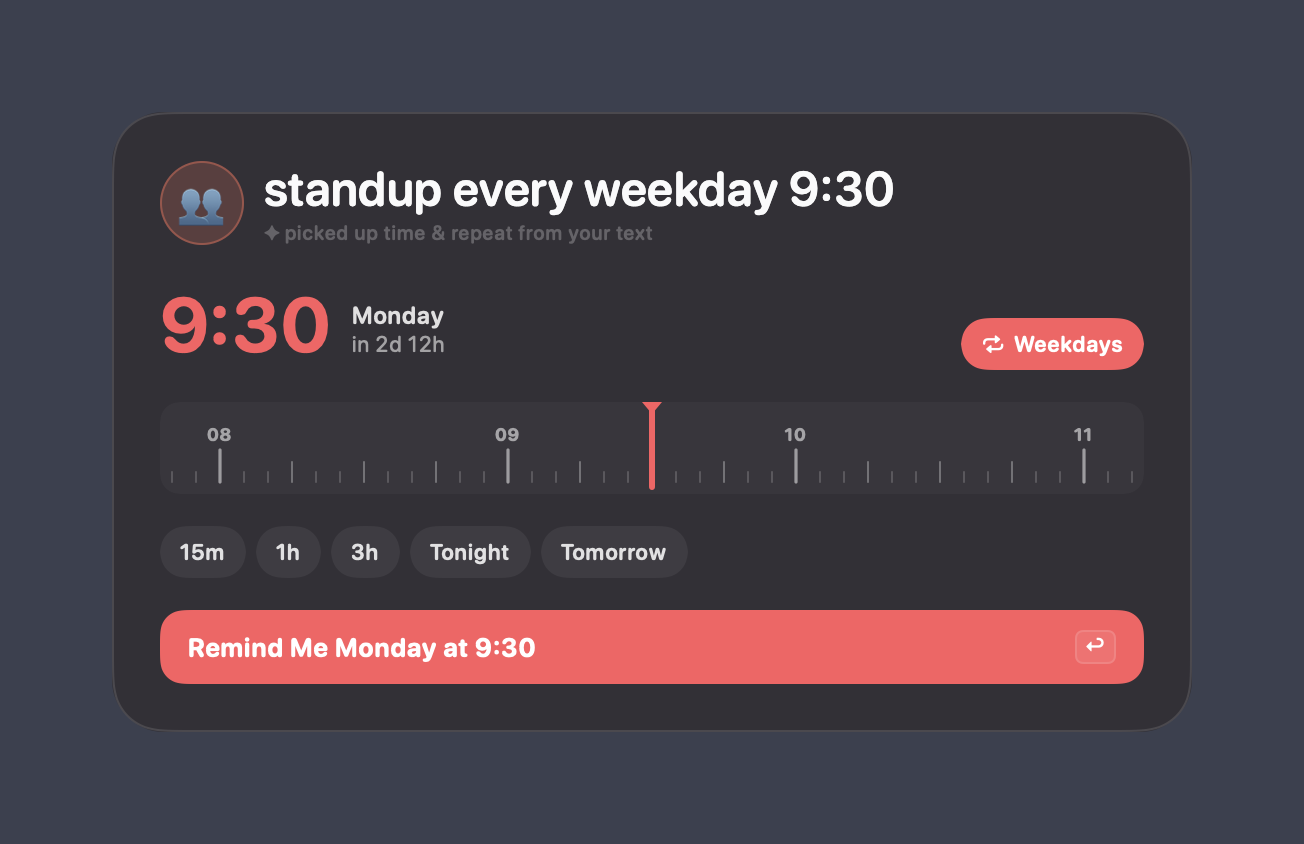 standup every weekday 9:30
✦ picked up time & repeat from your text
9:30
Monday
in 2d 12h
Weekdays
08 09 10 11
15m 1h 3h Tonight Tomorrow
Remind Me Monday at 9:30